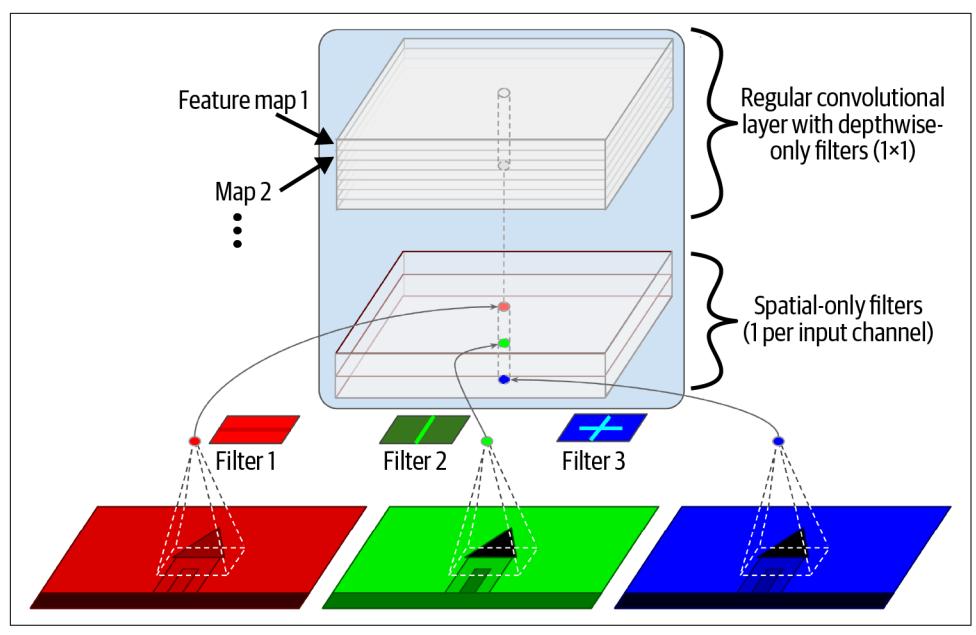 Feature map 1
Map 2
Regular convolutional
layer with depthwise-
only filters (1×1)
Spatial-only filters
(1 per input channel)
Filter 1
Filter 2
Filter 3